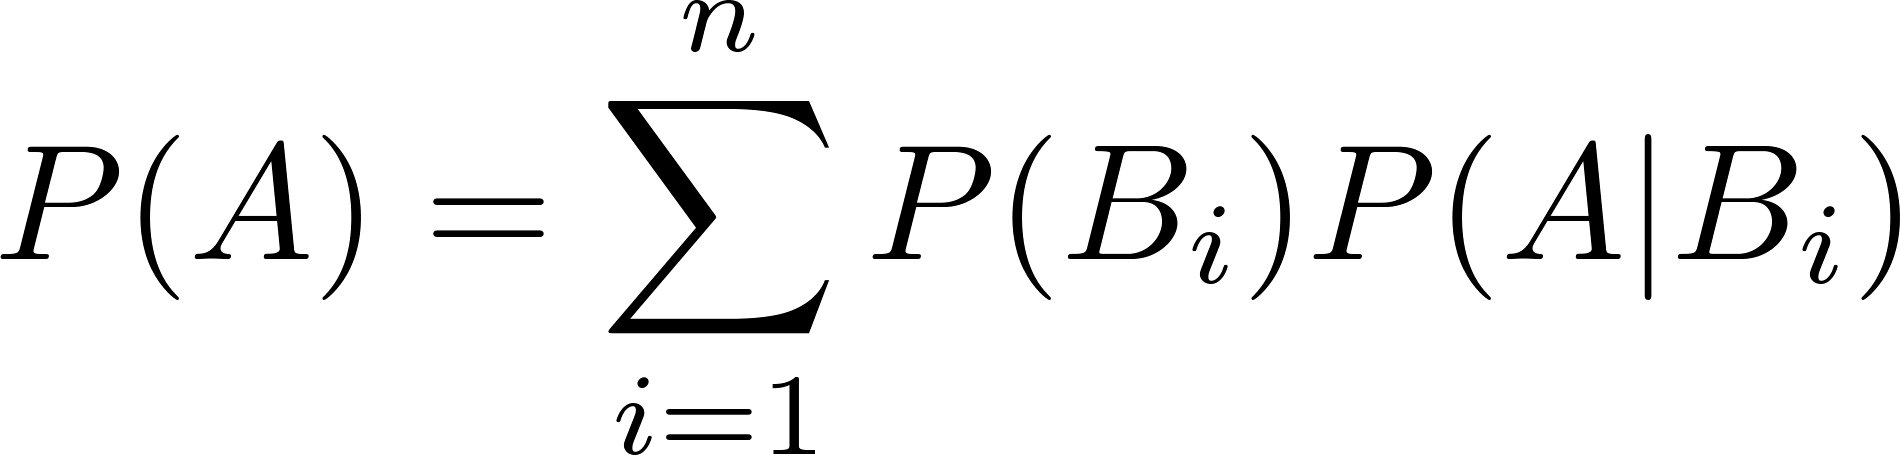 P(A) = \sum_{i=1}^{n} P(B_i)P(A|B_i)